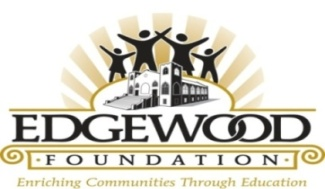 EDGEWOOD
·FOUNDATION·
Enriching Communities Through Education